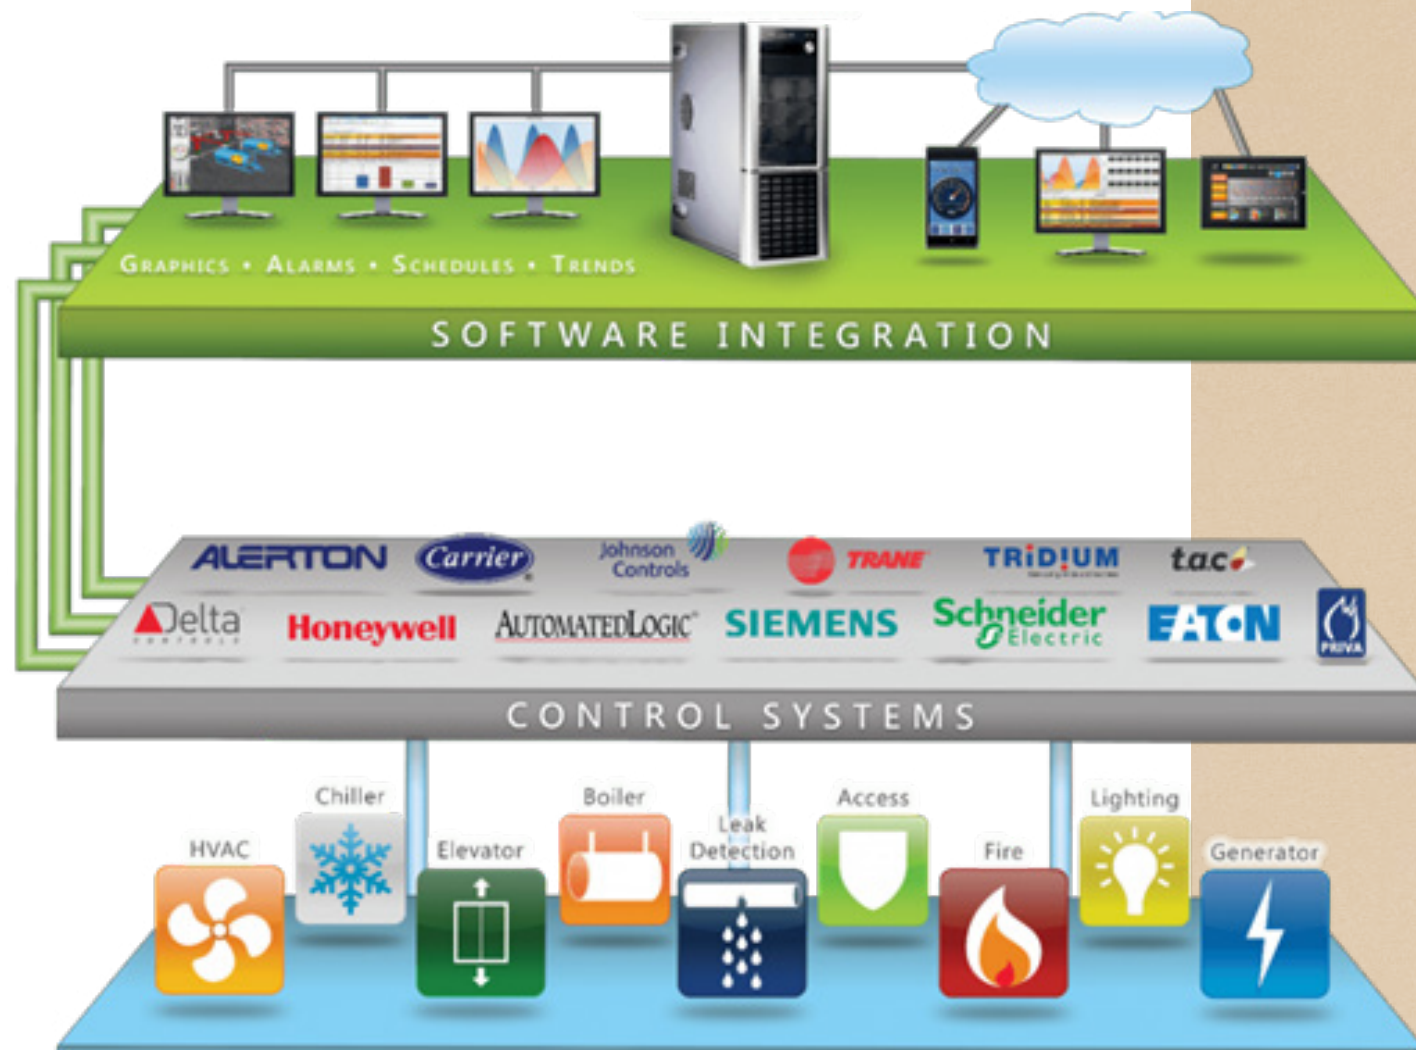 GRAPHICS • ALARMS • SCHEDULES • TRENDS
SOFTWARE INTEGRATION
ALERTON
Carrier
Johnson
Controls
TRANE
TRIDIUM
t.a.c
Delta
CONTROLS
Honeywell
AUTOMATEDLOGIC
SIEMENS
Schneider
Electric
EATON
PRIVA
CONTROL SYSTEMS
Chiller
Boiler
Access
Lighting
HVAC
Elevator
Leak
Detection
Fire
Generator